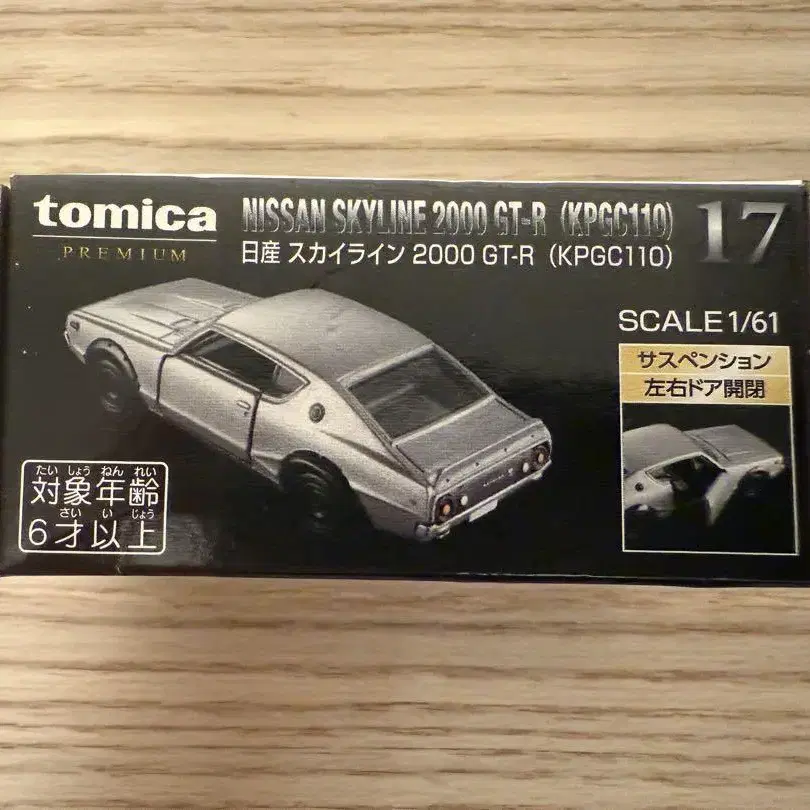 tomica
PREMIUM
NISSAN SKYLINE 2000 GT-R (KPGC110)
日産 スカイライン 2000 GT-R (KPGC110)
17
SCALE 1/61
サスペンション
左右ドア開閉
たい しょう ねん れい
対象年齢
さい い じょう
6才以上